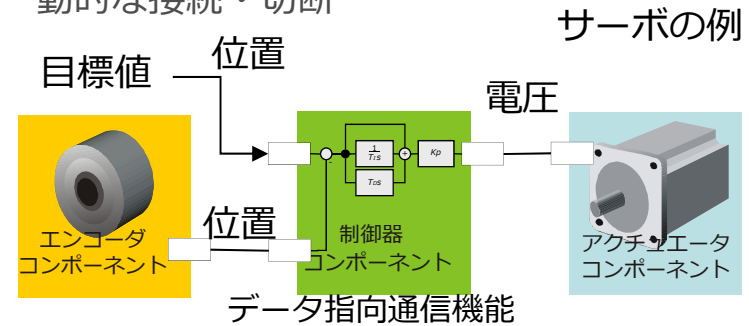 動的な接続・切断
サーボの例
位置
目標値
電圧
1
TIs
TDs
+
-
Kp
位置
エンコーダ
コンポーネント
制御器
コンポーネント
アクチュエータ
コンポーネント
データ指向通信機能